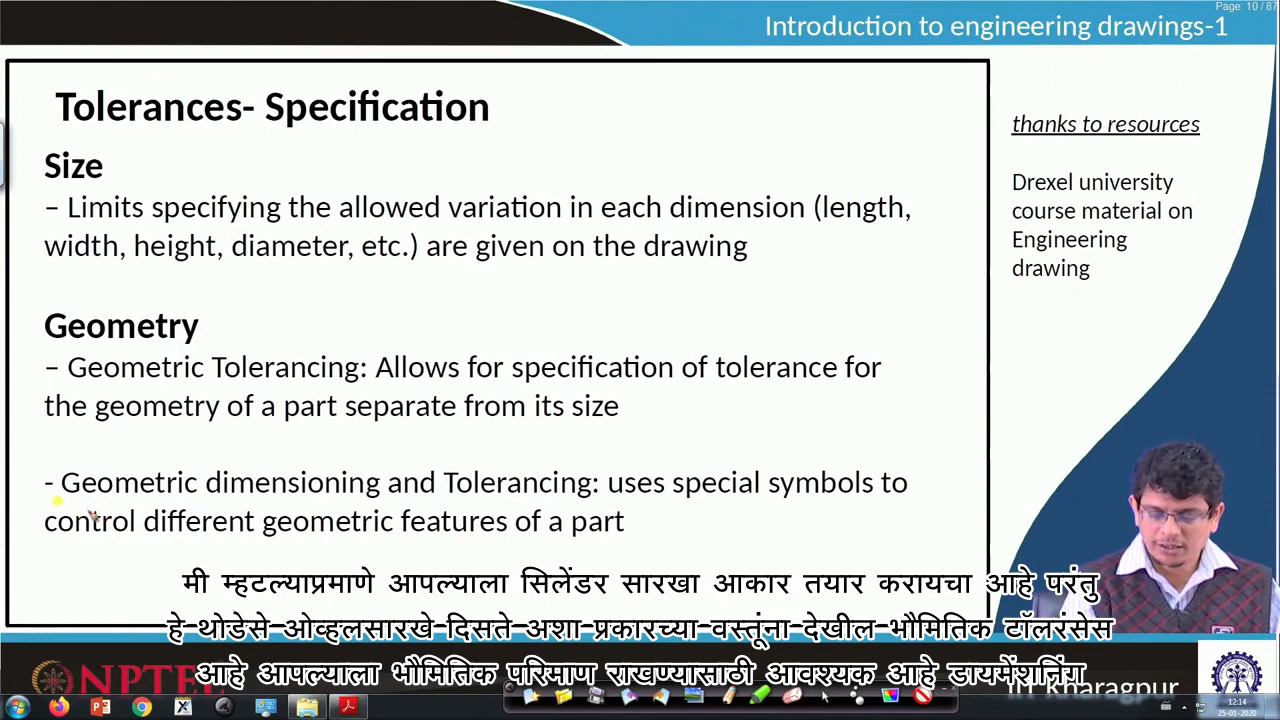 Page: 10 / 87
Introduction to engineering drawings-1
Tolerances- Specification
Size
– Limits specifying the allowed variation in each dimension (length,
width, height, diameter, etc.) are given on the drawing
Geometry
– Geometric Tolerancing: Allows for specification of tolerance for
the geometry of a part separate from its size
- Geometric dimensioning and Tolerancing: uses special symbols to
control different geometric features of a part
thanks to resources
Drexel university
course material on
Engineering
drawing
मी म्हटल्याप्रमाणे आपल्याला सिलेंडर सारखा आकार तयार करायचा आहे परंतु
हे थोडेसे ओव्हलसारखे दिसते अशा प्रकारच्या वस्तूंना देखील भौमितिक टॉलरंसेस
आहे आपल्याला भौमितिक परिमाण राखण्यासाठी आवश्यक आहे डायमेंशनिंग
NPTEL
IIT Kharagpur
12:14
25-01-2020